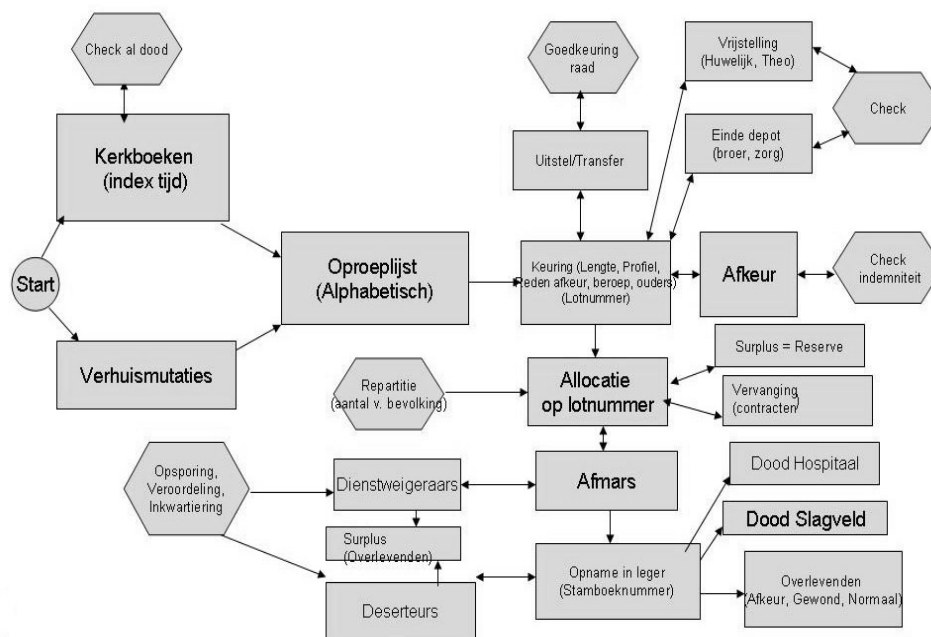 Check al dood
Goedkeuring
raad
Vrijstelling
(Huwelijk, Theo)
Check
Kerkboeken
(index tijd)
Uitstel/Transfer
Einde depot
(broer, zorg)
Start
Oproeplijst
(Alphabetisch)
Keuring (Lengte, Profiel,
Reden afkeur, beroep, ouders)
(Lotnummer)
Afkeur
Check
indemniteit
Verhuismutaties
Repartitie
(aantal v. bevolking)
Allocatie
op lotnummer
Surplus = Reserve
Vervanging
(contracten)
Opsporing,
Veroordeling,
Inkwartiering
Dienstweigeraars
Afmars
Dood Hospitaal
Surplus
(Overlevenden)
Dood Slagveld
Deserteurs
Opname in leger
(Stamboeknummer)
Overlevenden
(Afkeur, Gewond, Normaal)